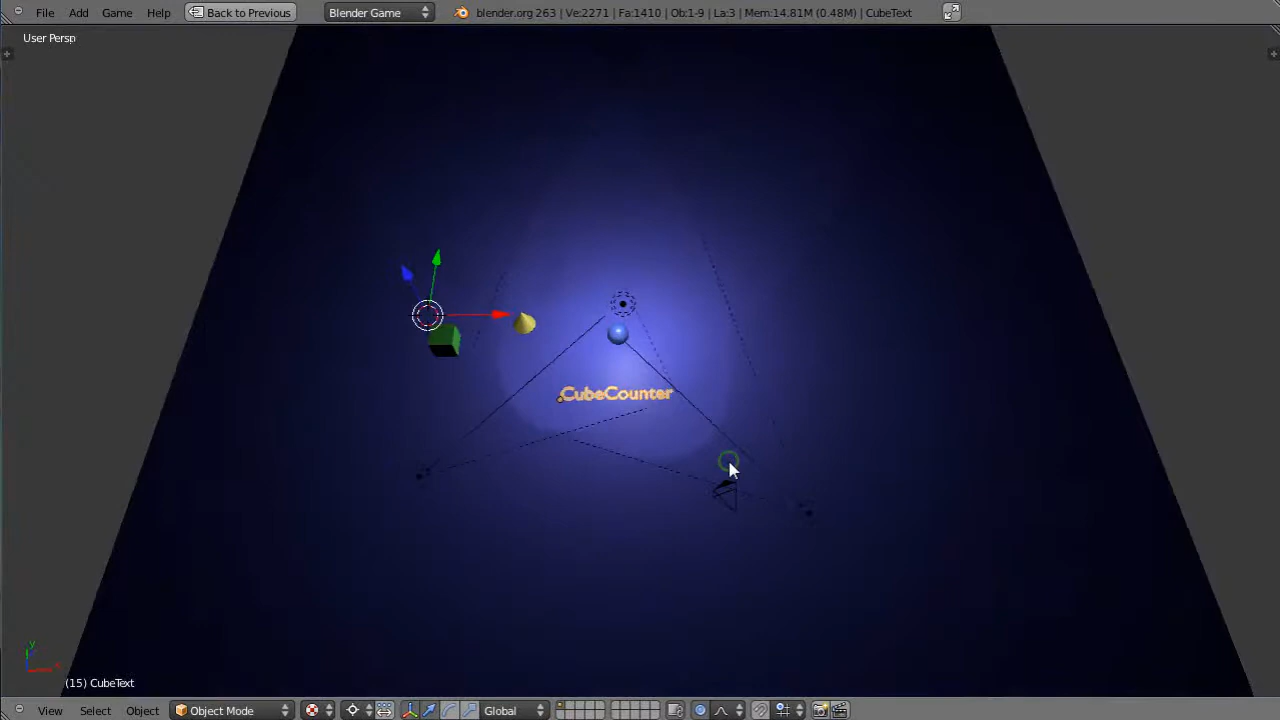 File Add Game Help Back to Previous Blender Game blender.org 263 | Ve:2271 | Fa:1410 | Ob:1-9 | La:3 | Mem:14.81M (0.48M) | CubeText
User Persp
CubeCounter
y
x
(15) CubeText
View Select Object Object Mode Global